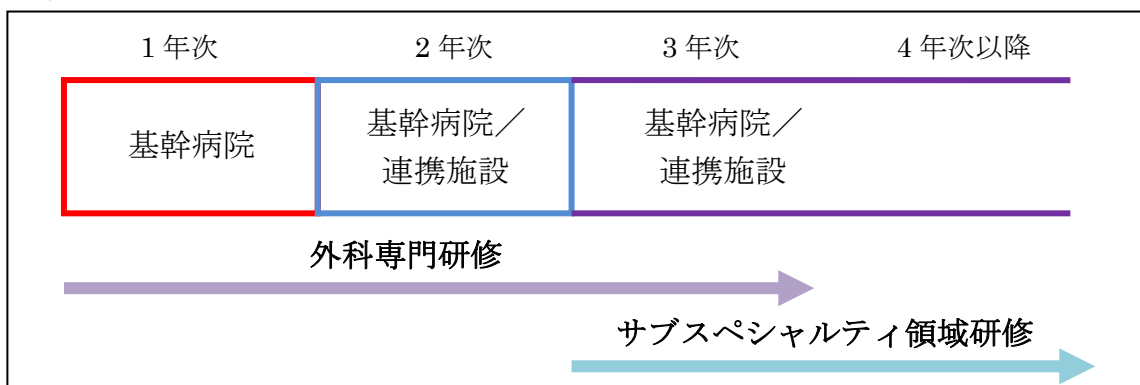 1 年次 2 年次 3 年次 4 年次以降
基幹病院
基幹病院／
連携施設
基幹病院／
連携施設
外科専門研修
サブスペシャルティ領域研修